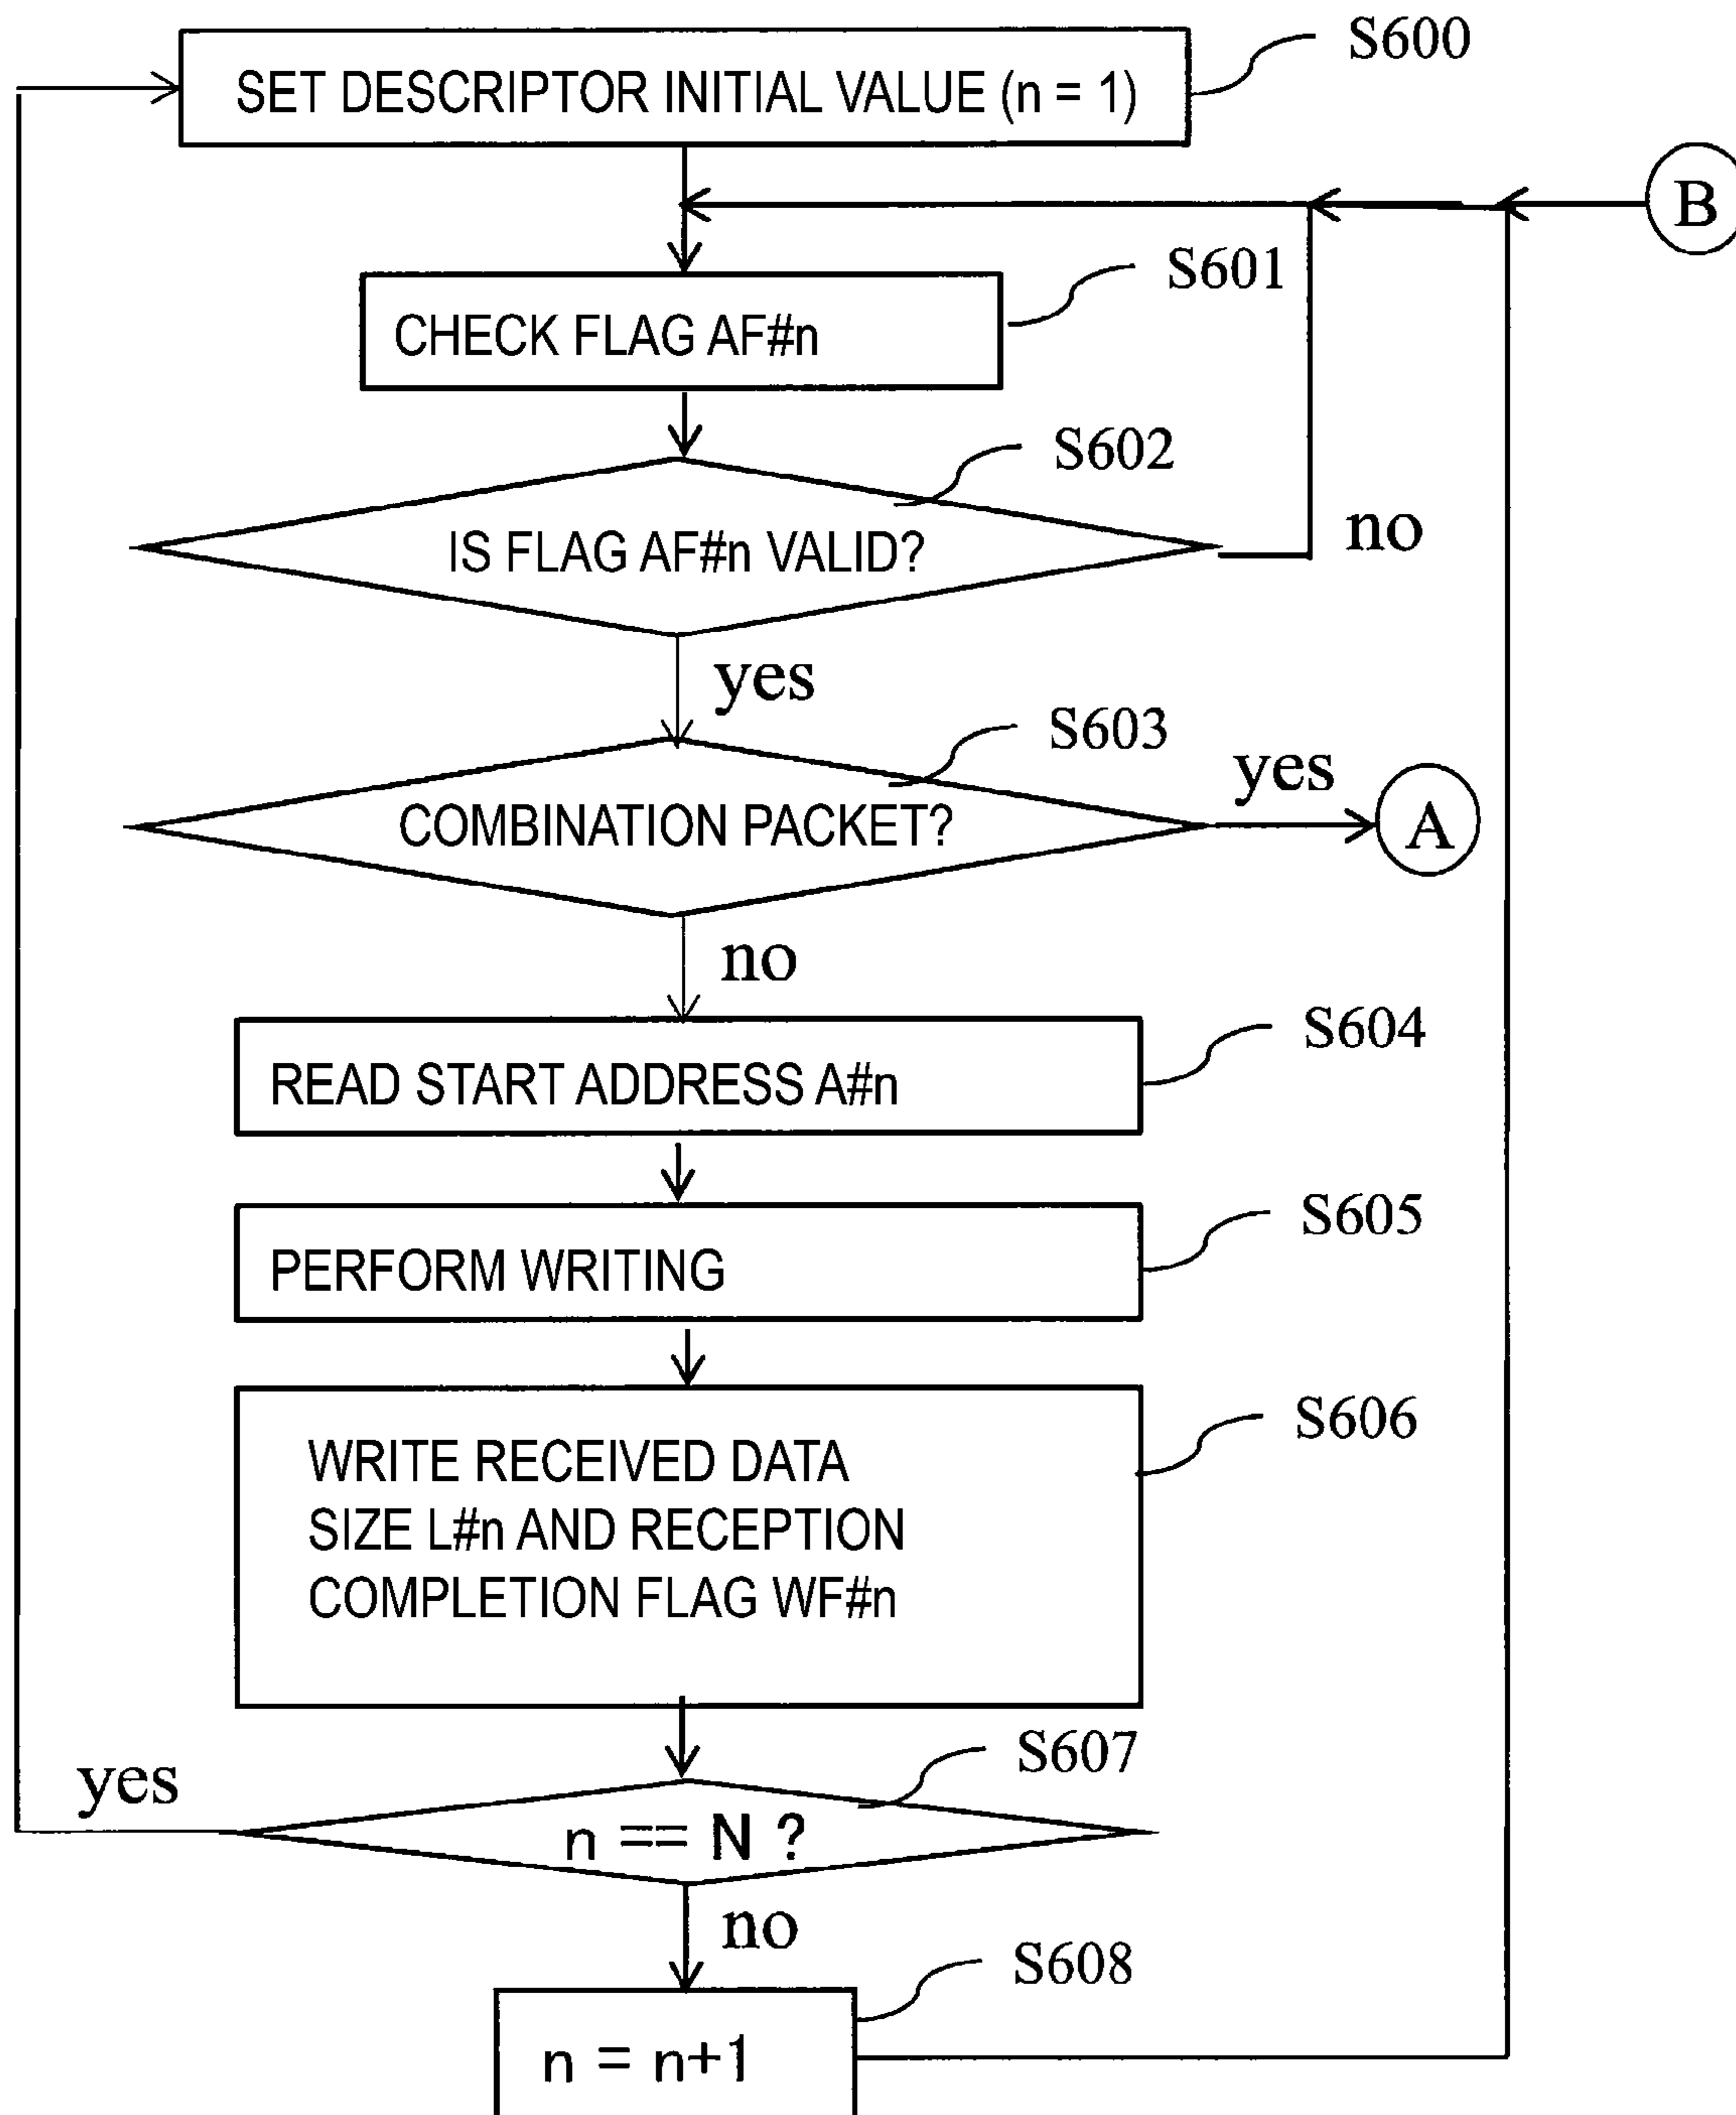 S600
SET DESCRIPTOR INITIAL VALUE (n = 1)
B
S601
CHECK FLAG AF#n
S602
IS FLAG AF#n VALID?
no
yes
S603
COMBINATION PACKET?
yes
A
no
S604
READ START ADDRESS A#n
S605
PERFORM WRITING
S606
WRITE RECEIVED DATA
SIZE L#n AND RECEPTION
COMPLETION FLAG WF#n
S607
yes
n == N ?
no
S608
n = n+1